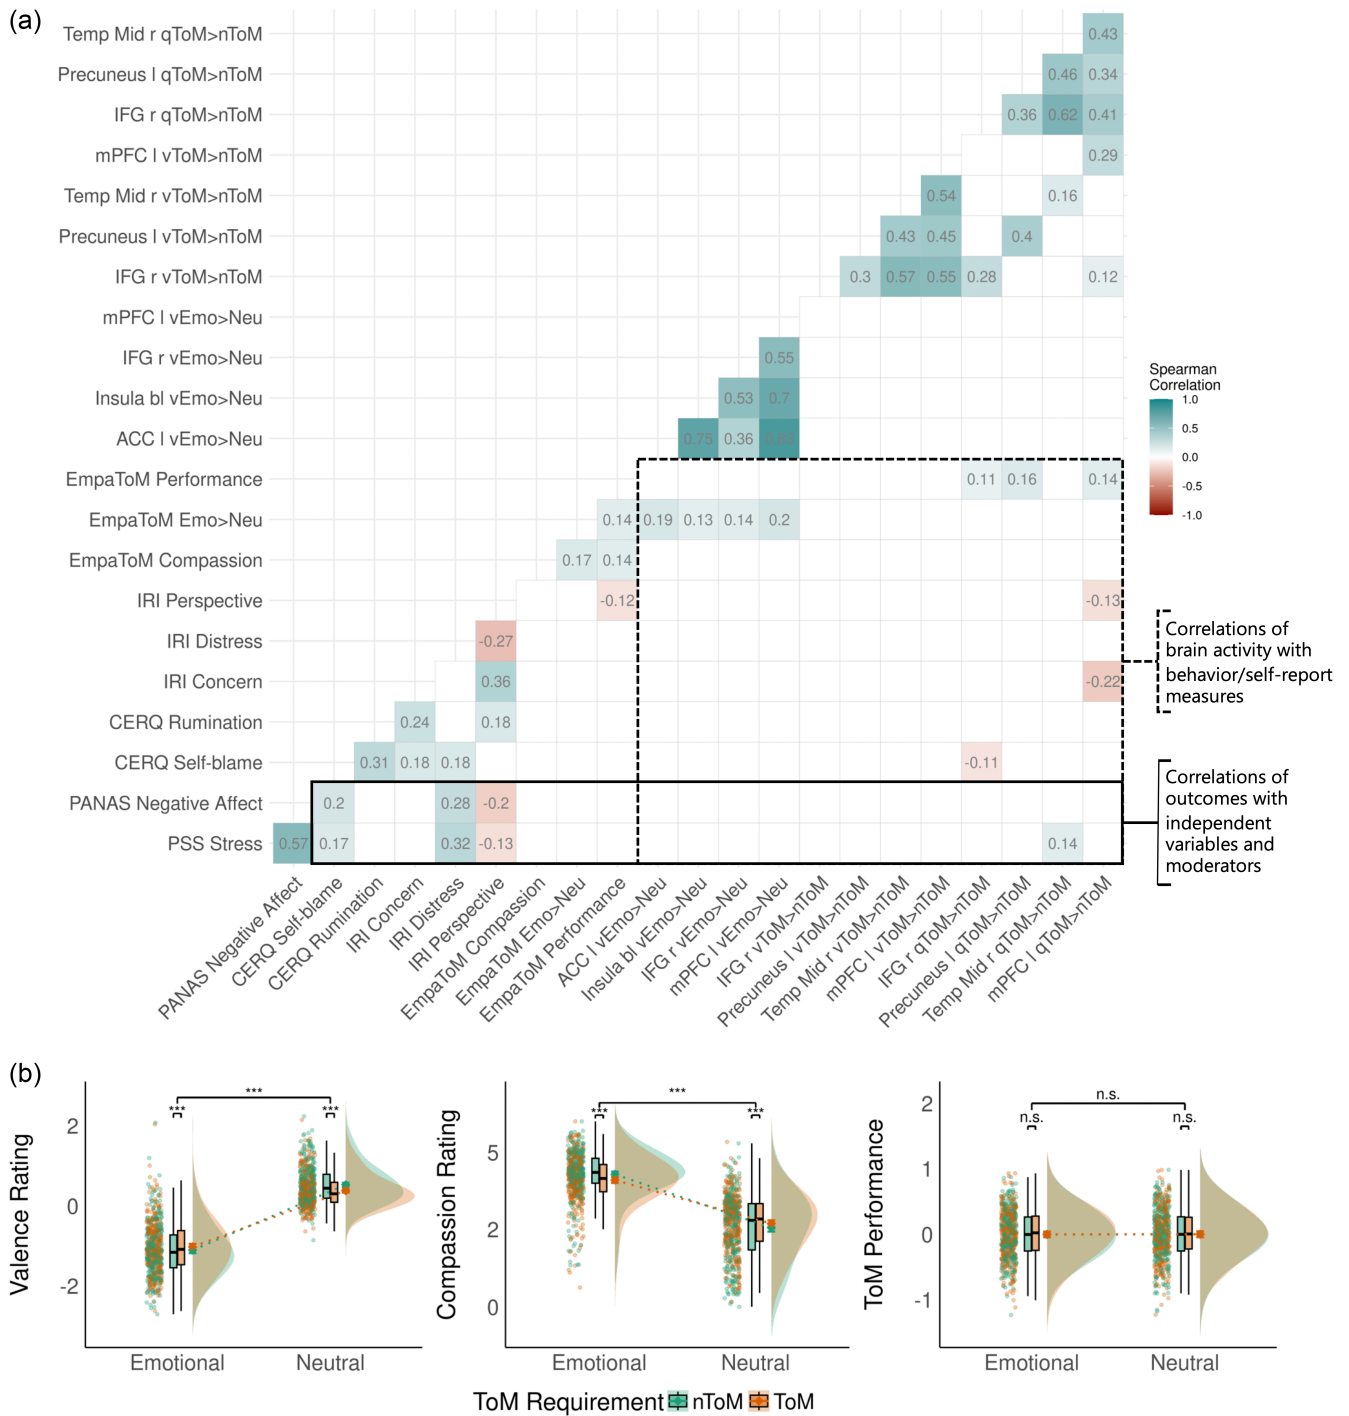 (a)
Temp Mid r qToM>nToM 0.43
Precuneus l qToM>nToM 0.46 0.34
IFG r qToM>nToM 0.36 0.62 0.41
mPFC l vToM>nToM 0.29
Temp Mid r vToM>nToM 0.54 0.16
Precuneus l vToM>nToM 0.43 0.45 0.4
IFG r vToM>nToM 0.3 0.57 0.55 0.28 0.12
mPFC l vEmo>Neu
IFG r vEmo>Neu 0.55
Insula bl vEmo>Neu 0.53 0.7
ACC l vEmo>Neu 0.75 0.36
EmpaToM Performance 0.11 0.16 0.14
EmpaToM Emo>Neu 0.14 0.19 0.13 0.14 0.2
EmpaToM Compassion 0.17 0.14
IRI Perspective -0.12 -0.13
IRI Distress -0.27
IRI Concern 0.36 -0.22
CERQ Rumination 0.24 0.18
CERQ Self-blame 0.31 0.18 0.18 -0.11
PANAS Negative Affect 0.2 0.28 -0.2
PSS Stress 0.57 0.17 0.32 -0.13 0.14
PANAS Negative Affect
CERQ Self-blame
CERQ Rumination
IRI Concern
IRI Distress
IRI Perspective
EmpaToM Compassion
EmpaToM Emo>Neu
EmpaToM Performance
ACC l vEmo>Neu
Insula bl vEmo>Neu
IFG r vEmo>Neu
mPFC l vEmo>Neu
IFG r vToM>nToM
Precuneus l vToM>nToM
Temp Mid r vToM>nToM
mPFC l vToM>nToM
IFG r qToM>nToM
Precuneus l qToM>nToM
Temp Mid r qToM>nToM
mPFC l qToM>nToM
Spearman
Correlation
1.0
0.5
0.0
-0.5
-1.0
Correlations of
brain activity with
behavior/self-report
measures
Correlations of
outcomes with
independent
variables and
moderators
(b)
Valence Rating
2
0
-2
***
*** ***
Emotional Neutral
Compassion Rating
5
2
0
***
*** ***
Emotional Neutral
ToM Performance
2
1
0
-1
n.s.
n.s. n.s.
Emotional Neutral
ToM Requirement nToM ToM